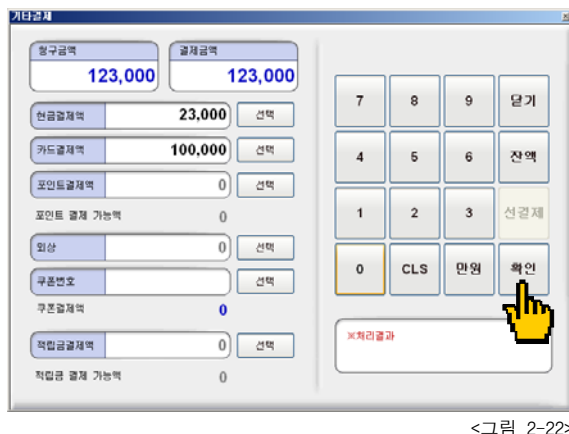 기타결제
청구금액 결제금액
123,000 123,000
현금결제액 23,000 선택
카드결제액 100,000 선택
포인트결제액 0 선택
포인트 결제 가능액 0
외상 0 선택
쿠폰번호 선택
쿠폰결제액 0
적립금결제액 0 선택
적립금 결제 가능액 0
7 8 9 닫기
4 5 6 잔액
1 2 3 선결제
0 CLS 만원 확인
※처리결과
<그림 2-22>